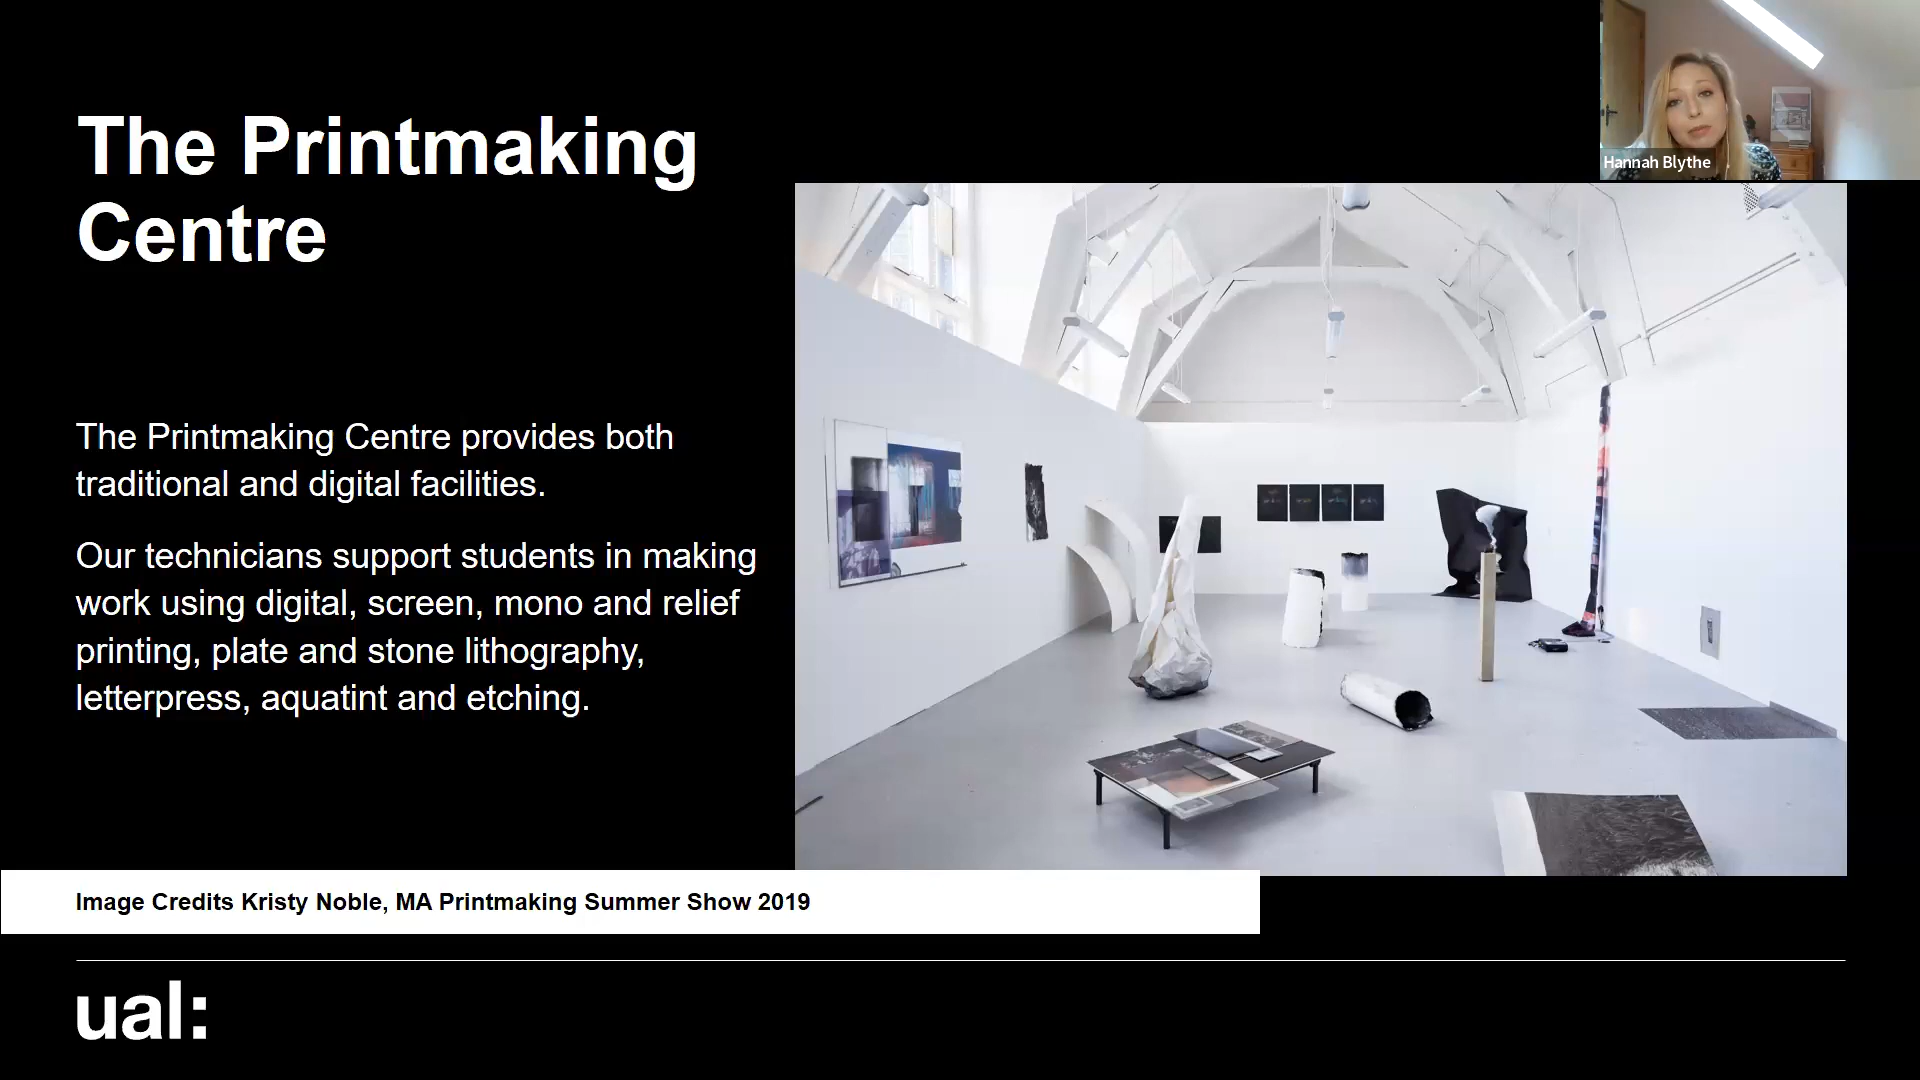 The Printmaking
Centre
Hannah Blythe
The Printmaking Centre provides both
traditional and digital facilities.
Our technicians support students in making
work using digital, screen, mono and relief
printing, plate and stone lithography,
letterpress, aquatint and etching.
Image Credits Kristy Noble, MA Printmaking Summer Show 2019
ual: